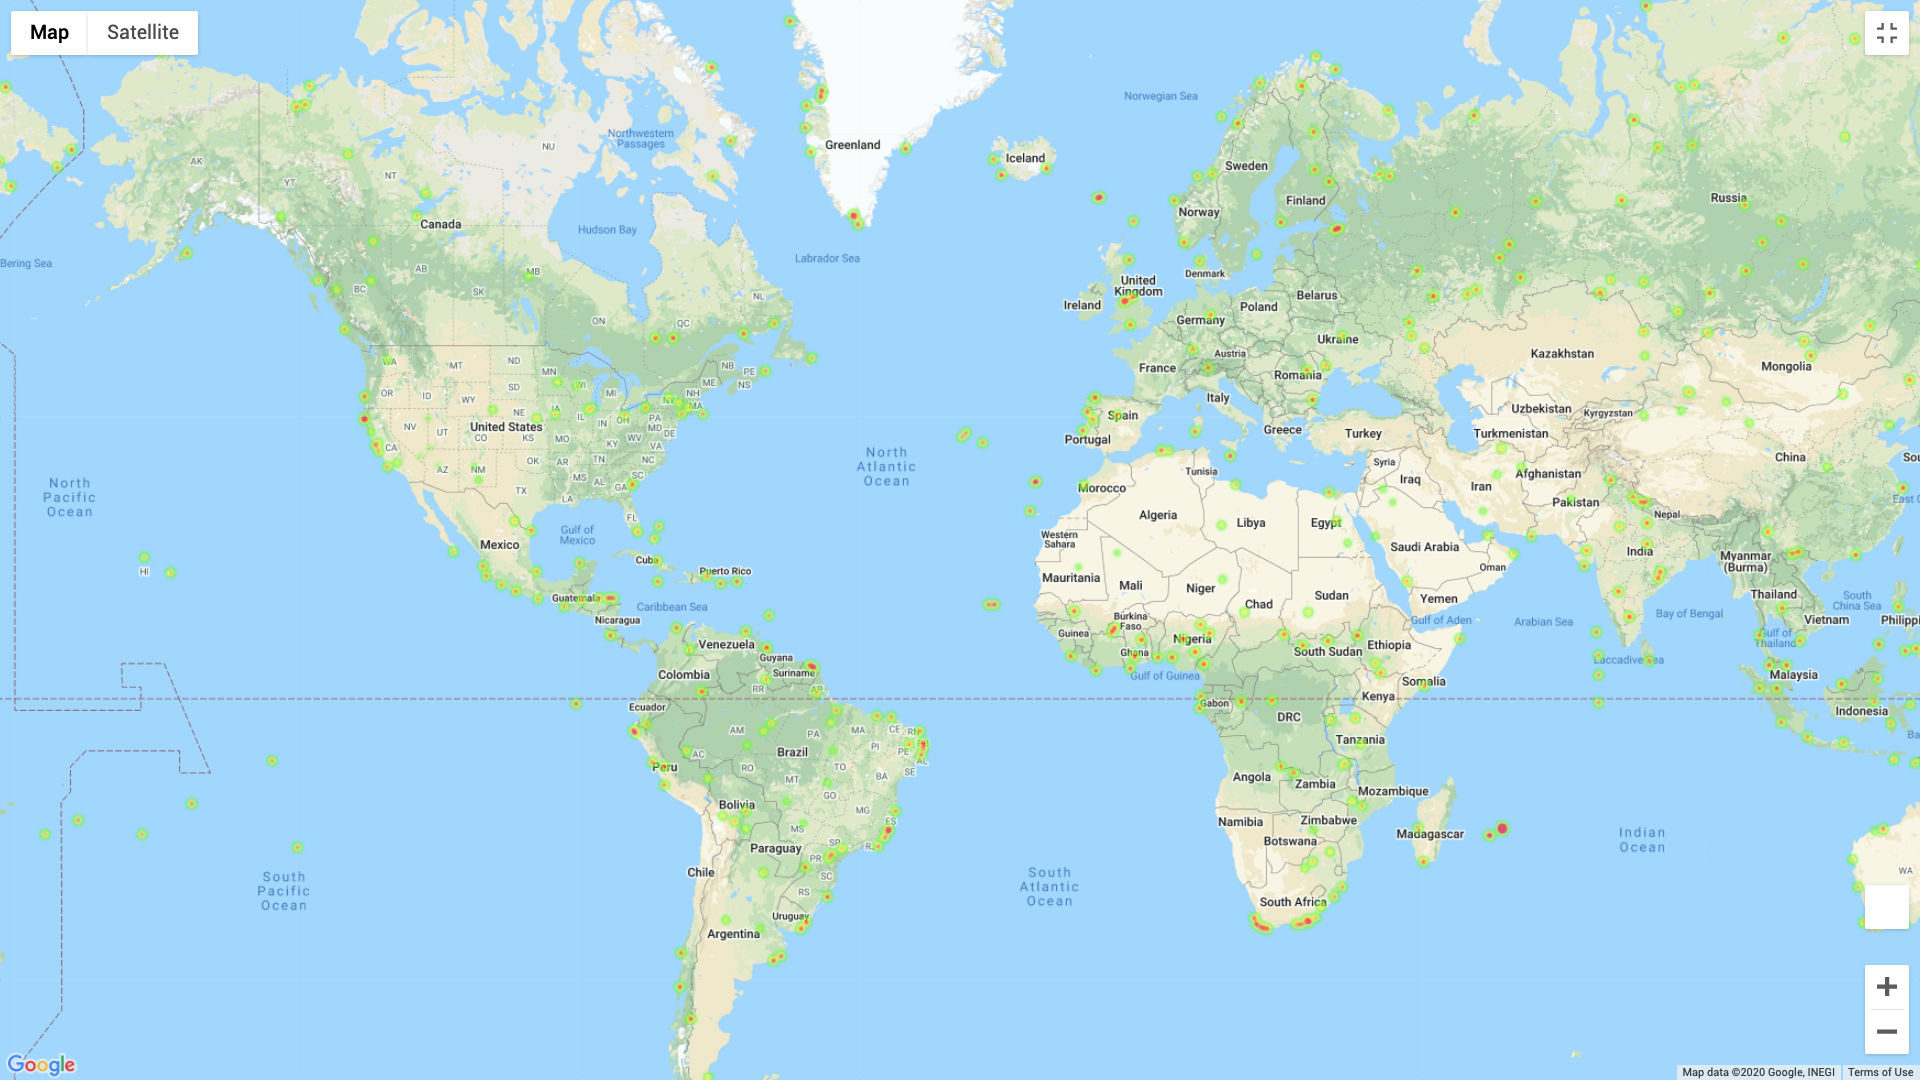 Map
Satellite
Norwegian Sea
Northwestern
Passages
Greenland
Iceland
NU
AK
YT
NT
Sweden
Finland
Russia
Norway
Canada
Hudson Bay
Labrador Sea
Bering Sea
AB
MB
BC
SK
NL
ON
QC
Denmark
United
Kingdom
Ireland
Belarus
Poland
Germany
Ukraine
Kazakhstan
Mongolia
Austria
France
Romania
WA
MT
ND
MN
NB
PE
NS
ME
OR
ID
WY
SD
WI
MI
NY
NH
MA
Italy
Spain
Portugal
Greece
Turkey
Uzbekistan
Kyrgyzstan
Turkmenistan
China
NV
UT
United States
CO
NE
IA
IL
IN
OH
PA
MD
DE
CA
KS
MO
KY
WV
VA
AZ
NM
OK
AR
TN
NC
TX
MS
AL
GA
SC
LA
FL
North
Atlantic
Ocean
North
Pacific
Ocean
Tunisia
Syria
Iraq
Iran
Afghanistan
Pakistan
Nepal
Morocco
Algeria
Libya
Egypt
Western
Sahara
Saudi Arabia
Oman
India
Myanmar
(Burma)
East C
Gulf of
Mexico
Mexico
Cuba
Puerto Rico
HI
Guatemala
Caribbean Sea
Nicaragua
Mauritania
Mali
Niger
Chad
Sudan
Yemen
Gulf of Aden
Arabian Sea
Bay of Bengal
Thailand
South
China Sea
Vietnam
Philippi
Gulf of
Thailand
Burkina
Faso
Guinea
Ghana
Nigeria
South Sudan
Ethiopia
Laccadive Sea
Malaysia
Gulf of Guinea
Somalia
Venezuela
Guyana
Suriname
Colombia
RR
AP
Ecuador
Gabon
Kenya
DRC
Indonesia
AM
PA
MA
CE
PI
PE
AL
SE
Brazil
AC
TO
RO
BA
MT
Peru
Tanzania
Angola
Zambia
Mozambique
Bolivia
GO
MG
ES
MS
SP
Namibia
Zimbabwe
Botswana
Madagascar
Indian
Ocean
Paraguay
PR
SC
Chile
RS
South
Pacific
Ocean
South
Atlantic
Ocean
South Africa
WA
Uruguay
Argentina
Google
Map data ©2020 Google, INEGI
Terms of Use